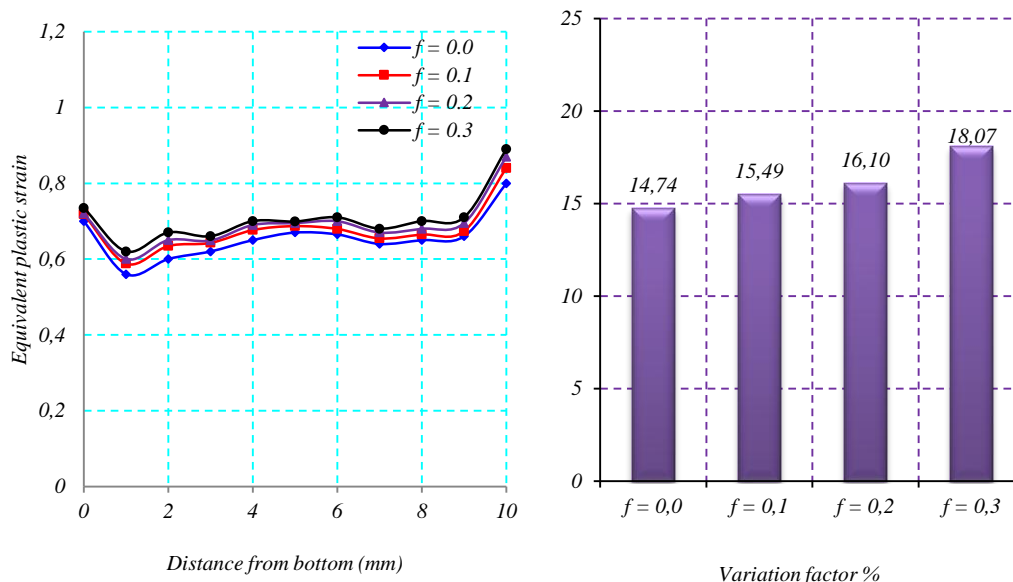 1,2
1
0,8
0,6
0,4
0,2
0
Equivalent plastic strain
f = 0.0
f = 0.1
f = 0.2
f = 0.3
0 2 4 6 8 10
Distance from bottom (mm)
25
20
15
10
5
0
14,74
15,49
16,10
18,07
f = 0,0 f = 0,1 f = 0,2 f = 0,3
Variation factor %